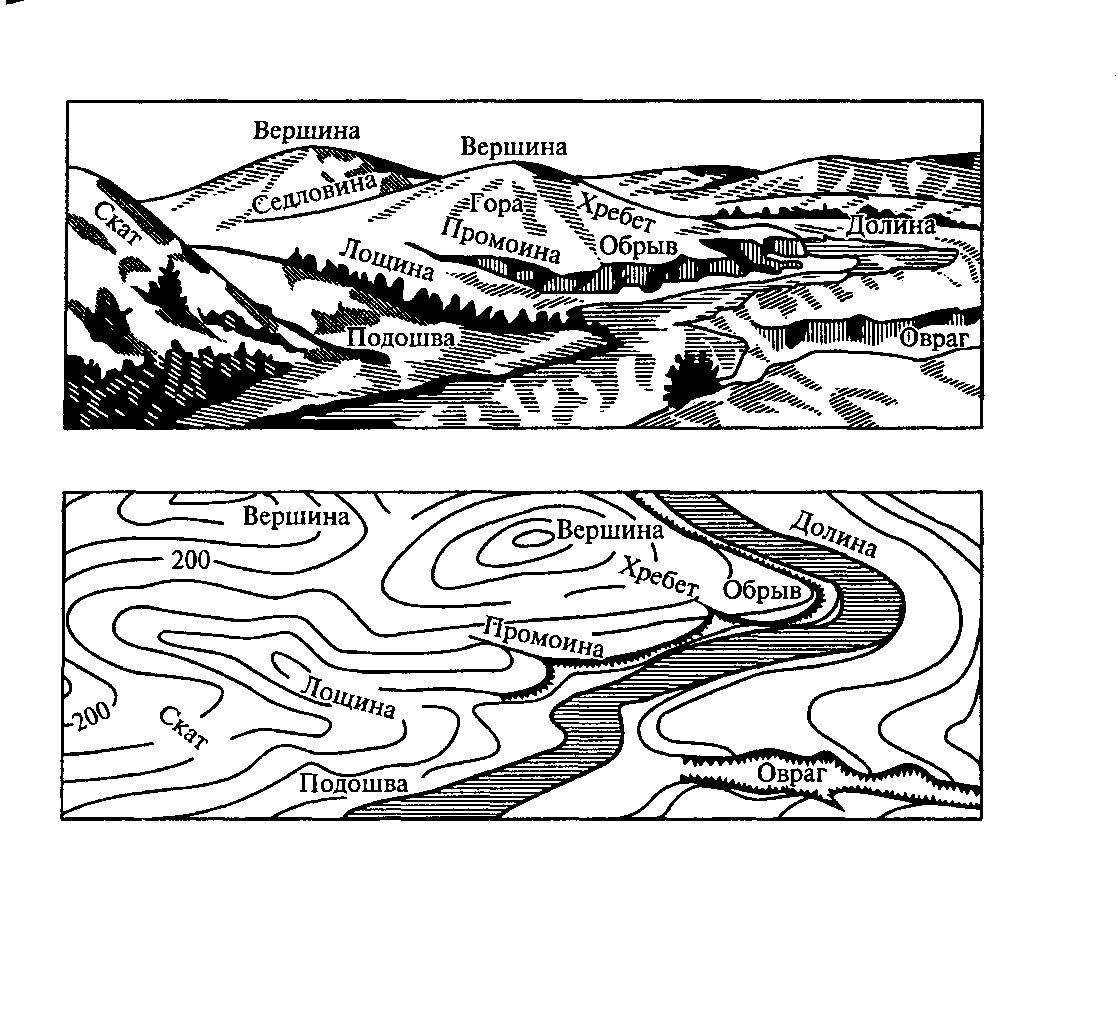 Вершина
Вершина
Седловина
Скат
Гора
Хребет
Долина
Промоина
Обрыв
Лощина
Подошва
Овраг
Вершина
Вершина
Долина
200
Хребет
Обрыв
Промоина
Лощина
200
Скат
Подошва
Овраг